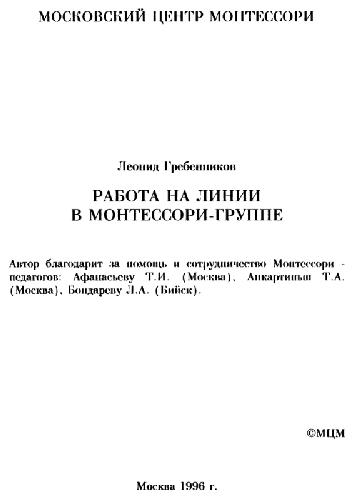 МОСКОВСКИЙ ЦЕНТР МОНТЕССОРИ
Леонид Гребенников
РАБОТА НА ЛИНИИ
В МОНТЕССОРИ-ГРУППЕ
Автор благодарит за помощь и сотрудничество Монтессори -
педагогов: Афанасьеву Т.И. (Москва), Анкартиньш Т.А.
(Москва), Бондареву Л.А. (Бийск).
©МЦМ
Москва 1996 г.